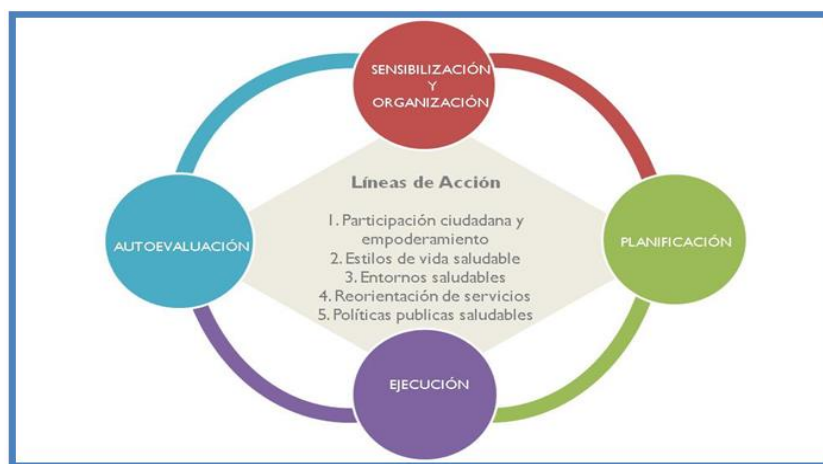 SENSIBILIZACIÓN
Y
ORGANIZACIÓN
Líneas de Acción
1. Participación ciudadana y
empoderamiento
2. Estilos de vida saludable
3. Entornos saludables
4. Reorientación de servicios
5. Políticas publicas saludables
AUTOEVALUACIÓN
PLANIFICACIÓN
EJECUCIÓN